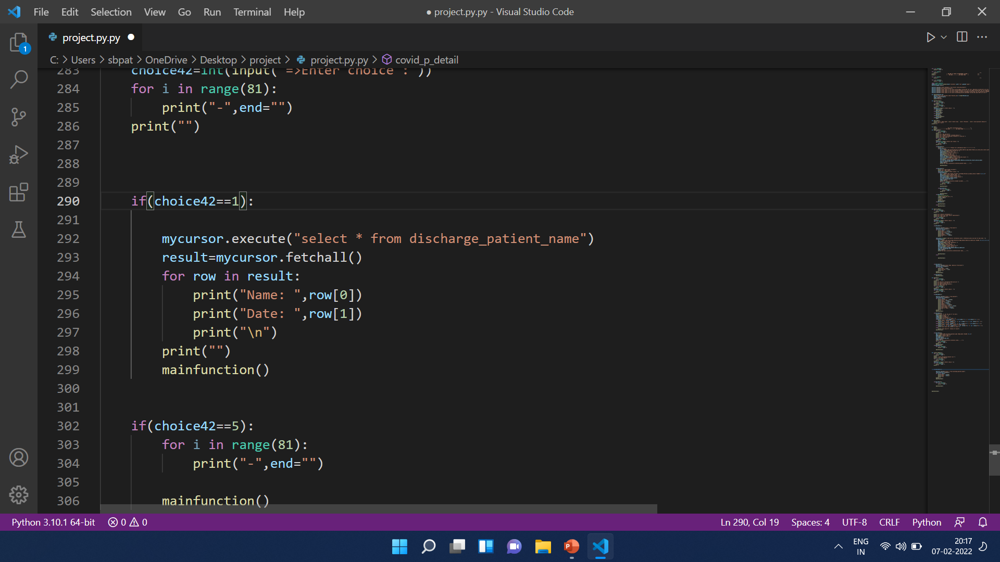 File Edit Selection View Go Run Terminal Help
● project.py.py - Visual Studio Code
project.py.py
1
C: > Users > sbpat > OneDrive > Desktop > project > project.py.py > covid_p_detail
283 choice42=int(input( =>Enter choice : ))
284 for i in range(81):
285 print("-",end="")
286 print("")
287
288
289
290 if(choice42==1):
291
292 mycursor.execute("select * from discharge_patient_name")
293 result=mycursor.fetchall()
294 for row in result:
295 print("Name: ",row[0])
296 print("Date: ",row[1])
297 print("\n")
298 print("")
299 mainfunction()
300
301
302 if(choice42==5):
303 for i in range(81):
304 print("-",end="")
305
306 mainfunction()
Python 3.10.1 64-bit 0 0 Ln 290, Col 19 Spaces: 4 UTF-8 CRLF Python
P
ENG
IN
20:17
07-02-2022